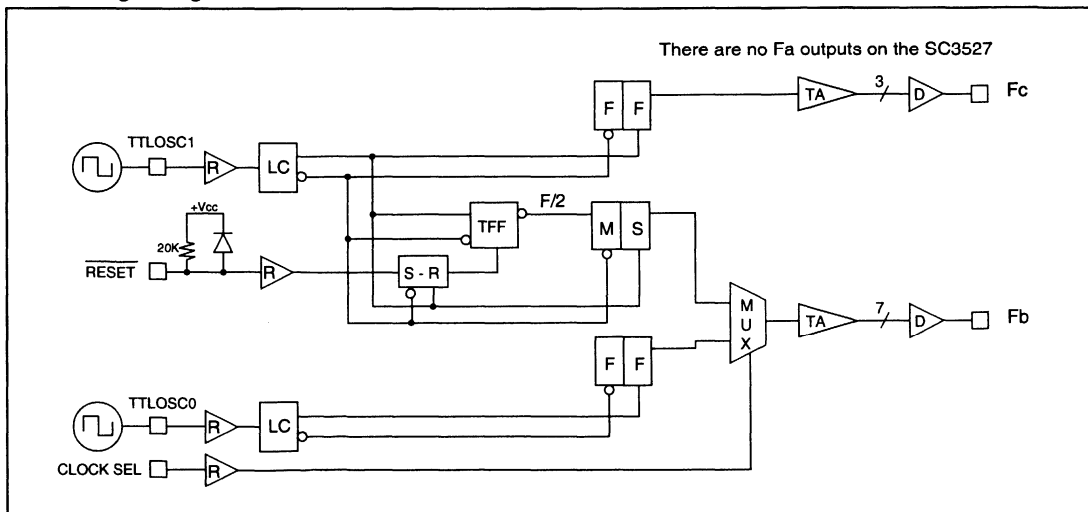 There are no Fa outputs on the SC3527
F F
TA
3
D
Fc
TTLOSC1
R
LC
+Vcc
20K
RESET
R
S - R
TFF
F/2
M S
MUX
TA
7
D
Fb
F F
TTLOSC0
R
LC
CLOCK SEL
R